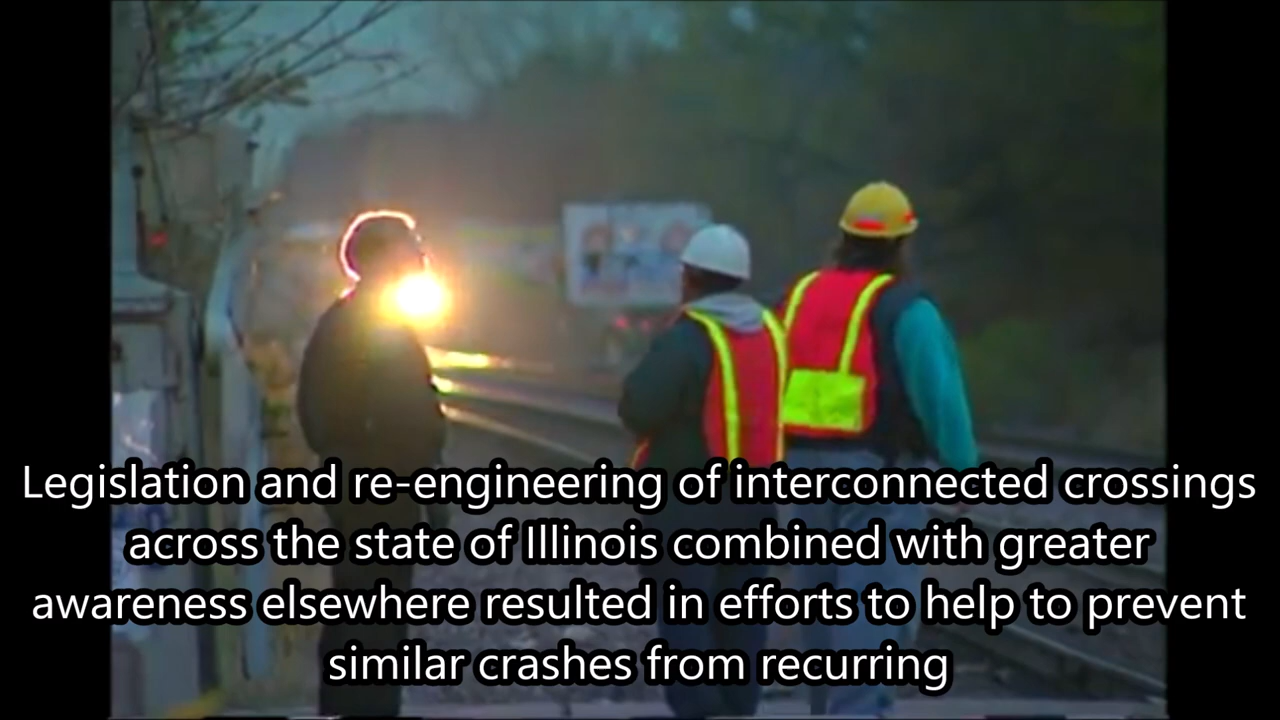 Legislation and re-engineering of interconnected crossings
across the state of Illinois combined with greater
awareness elsewhere resulted in efforts to help to prevent
similar crashes from recurring